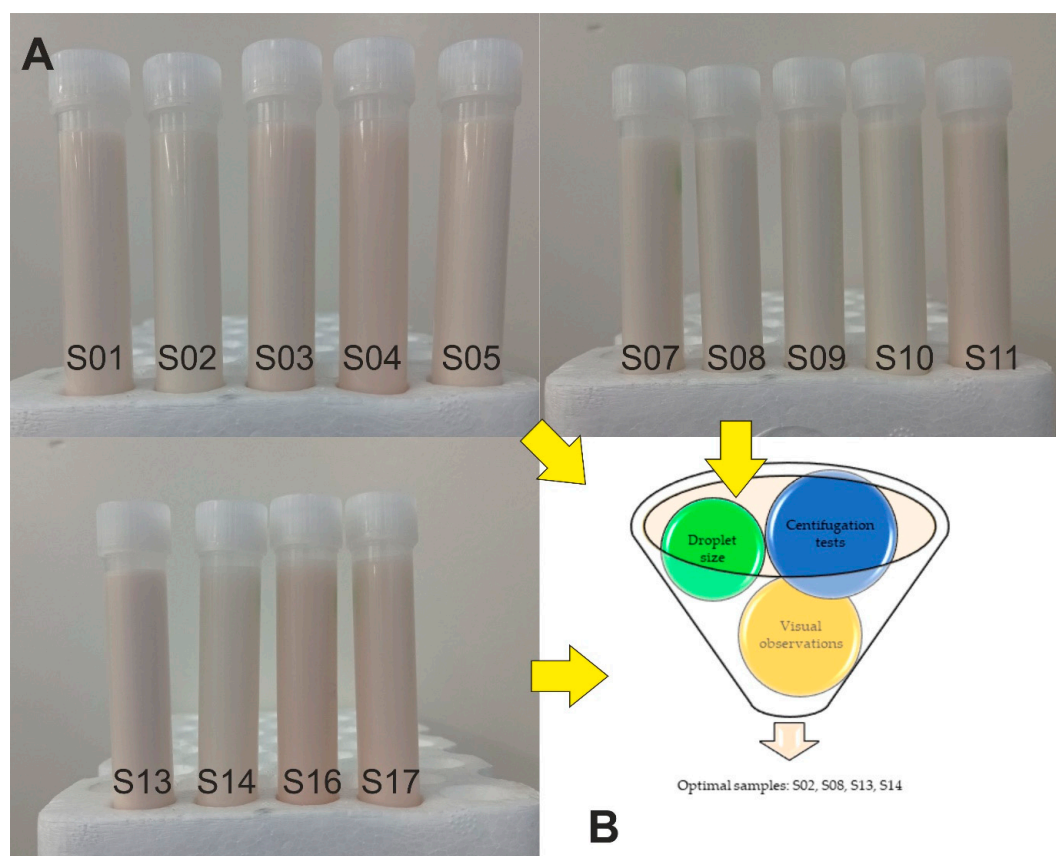 A
S01 S02 S03 S04 S05
S07 S08 S09 S10 S11
S13 S14 S16 S17
Droplet
size
Centifugation
tests
Visual
observations
Optimal samples: S02, S08, S13, S14
B